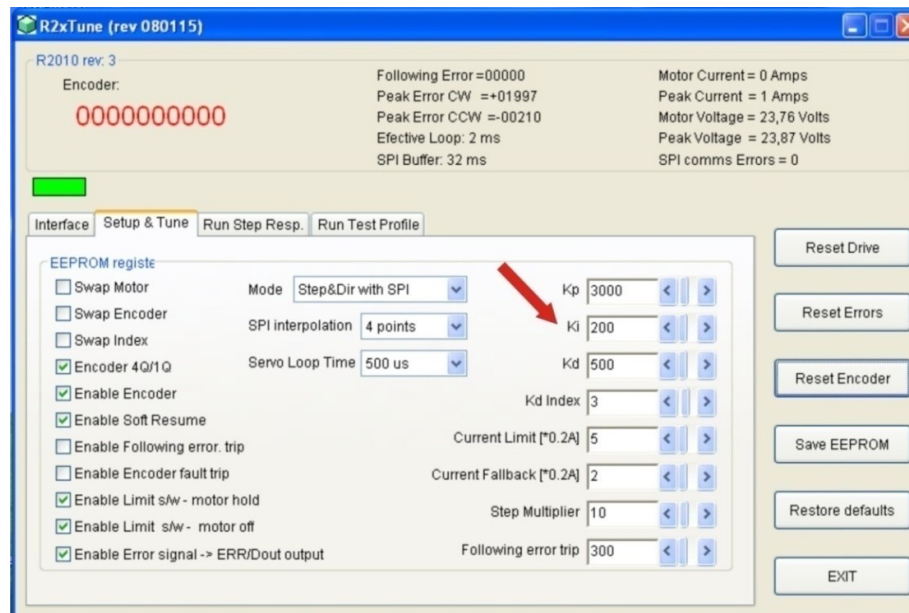 R2xTune (rev 080115)
R2010 rev: 3
Encoder:
0000000000
Following Error =00000
Peak Error CW =+01997
Peak Error CCW =-00210
Efective Loop: 2 ms
SPI Buffer: 32 ms
Motor Current = 0 Amps
Peak Current = 1 Amps
Motor Voltage = 23,76 Volts
Peak Voltage = 23,87 Volts
SPI comms Errors = 0
Interface Setup & Tune Run Step Resp. Run Test Profile
EEPROM registe
Swap Motor
Swap Encoder
Swap Index
Encoder 4Q/1Q
Enable Encoder
Enable Soft Resume
Enable Following error. trip
Enable Encoder fault trip
Enable Limit s/w - motor hold
Enable Limit s/w - motor off
Enable Error signal -> ERR/Dout output
Mode Step&Dir with SPI
SPI interpolation 4 points
Servo Loop Time 500 us
Kp 3000
Ki 200
Kd 500
Kd Index 3
Current Limit [*0.2A] 5
Current Fallback [*0.2A] 2
Step Multiplier 10
Following error trip 300
Reset Drive
Reset Errors
Reset Encoder
Save EEPROM
Restore defaults
EXIT